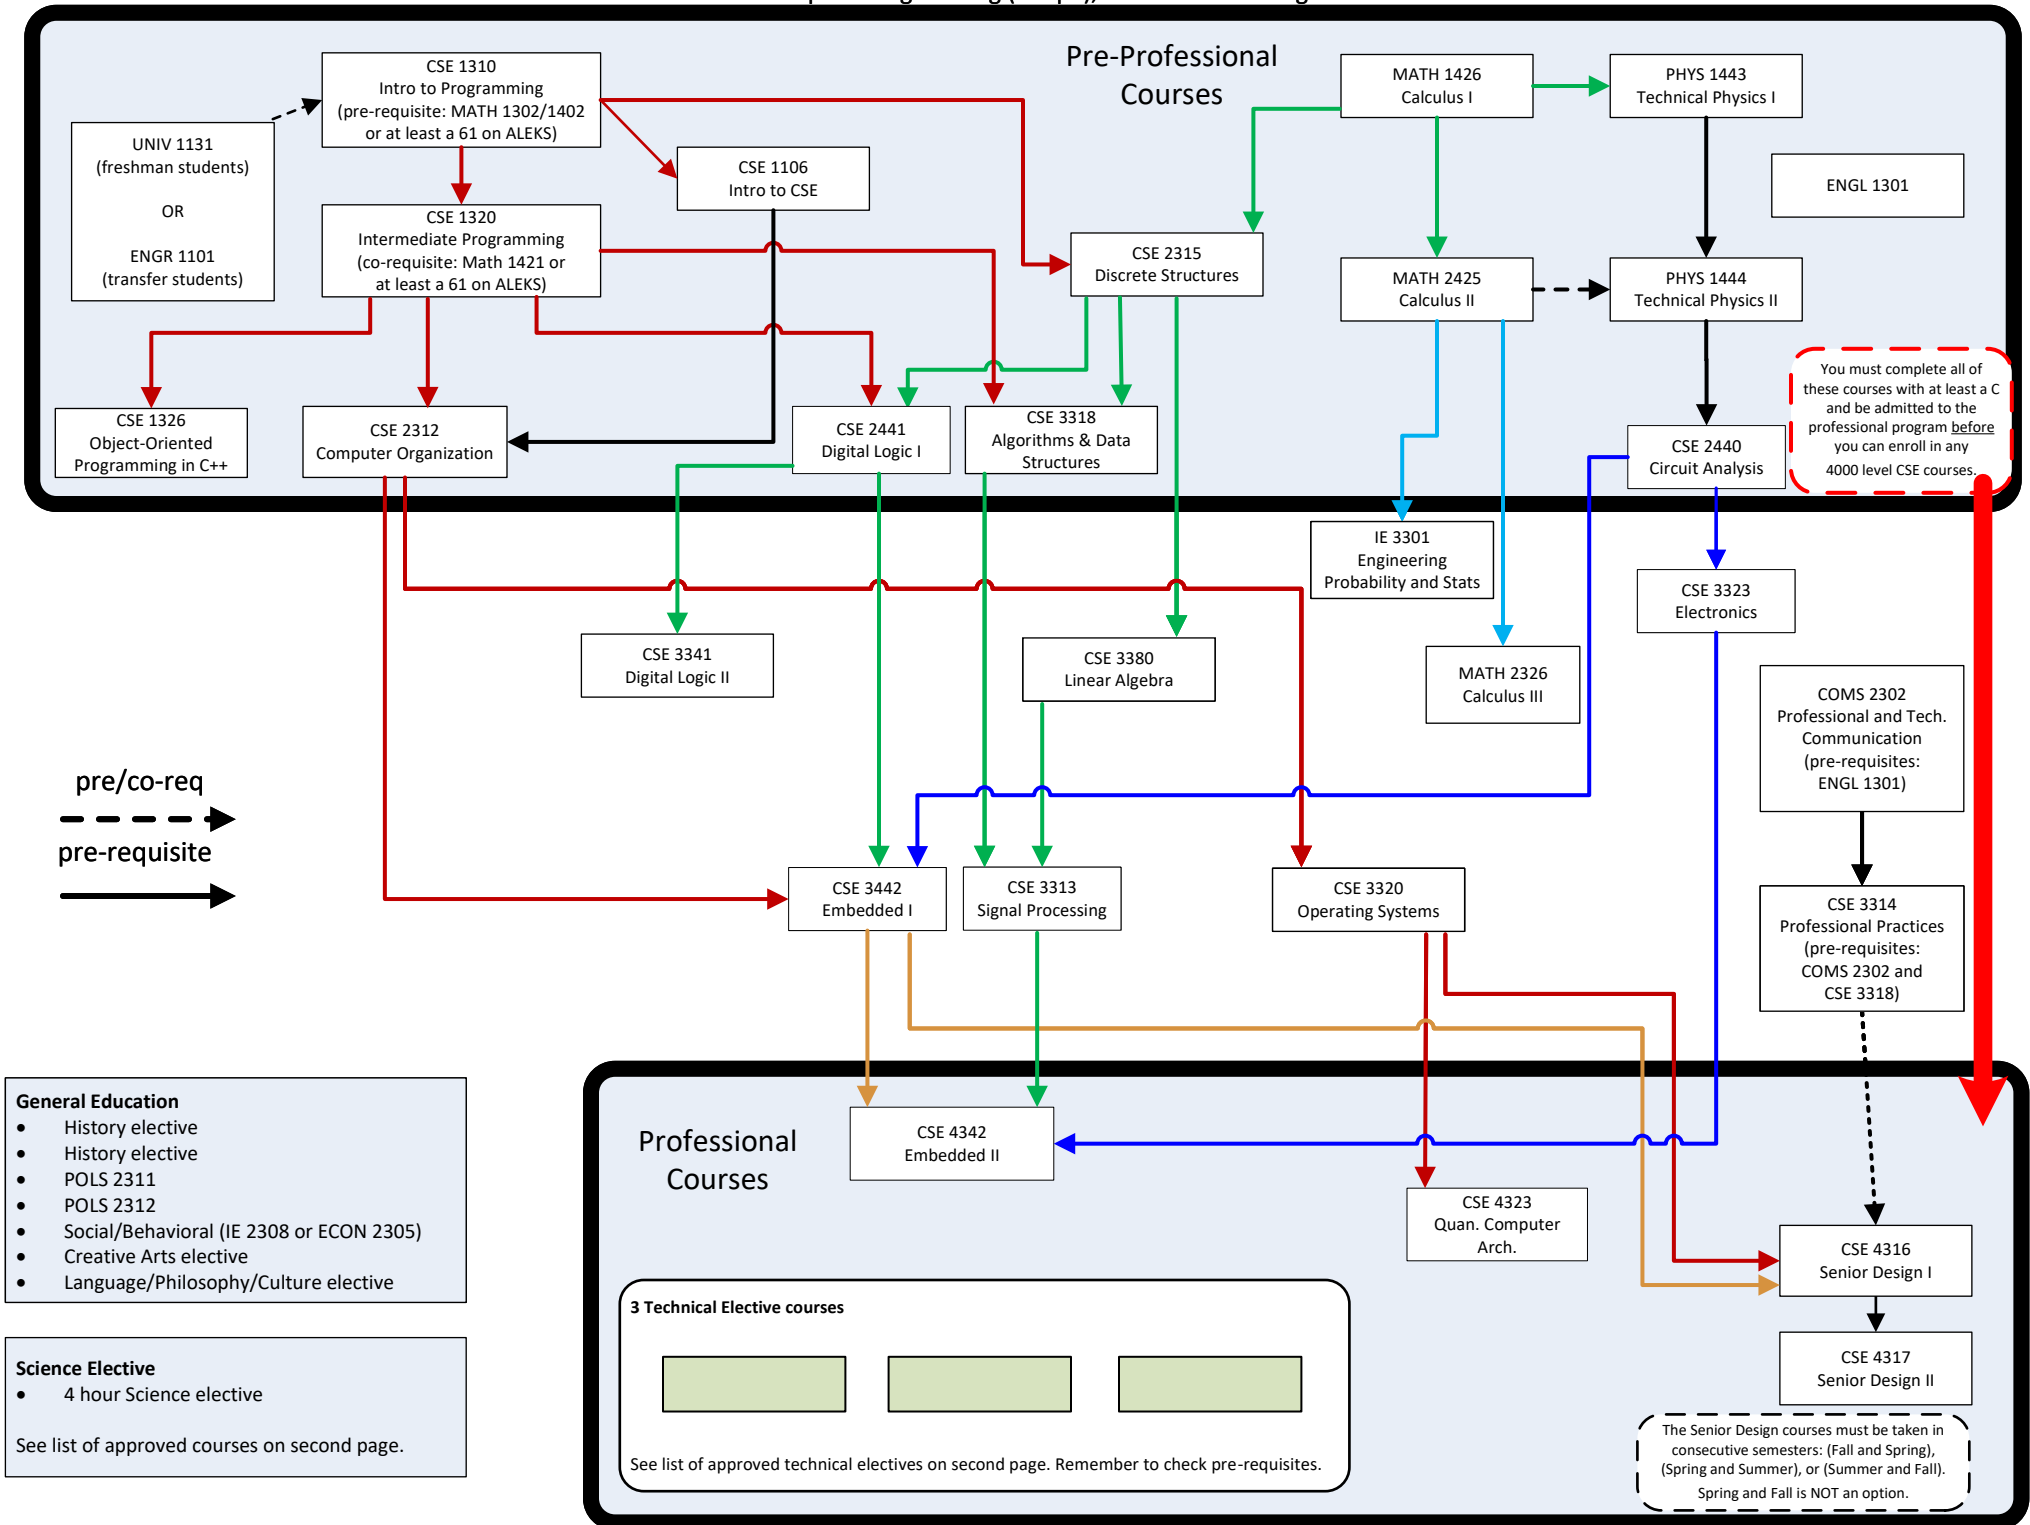 Pre-Professional
Courses
CSE 1310
Intro to Programming
(pre-requisite: MATH 1302/1402
or at least a 61 on ALEKS)
MATH 1426
Calculus I
PHYS 1443
Technical Physics I
UNIV 1131
(freshman students)
OR
ENGR 1101
(transfer students)
CSE 1106
Intro to CSE
ENGL 1301
CSE 1320
Intermediate Programming
(co-requisite: Math 1421 or
at least a 61 on ALEKS)
CSE 2315
Discrete Structures
MATH 2425
Calculus II
PHYS 1444
Technical Physics II
You must complete all of
these courses with at least a C
and be admitted to the
professional program before
you can enroll in any
4000 level CSE courses.
CSE 1326
Object-Oriented
Programming in C++
CSE 2312
Computer Organization
CSE 2441
Digital Logic I
CSE 3318
Algorithms & Data
Structures
CSE 2440
Circuit Analysis
IE 3301
Engineering
Probability and Stats
CSE 3323
Electronics
CSE 3341
Digital Logic II
CSE 3380
Linear Algebra
MATH 2326
Calculus III
COMS 2302
Professional and Tech.
Communication
(pre-requisites:
ENGL 1301)
pre/co-req
pre-requisite
CSE 3442
Embedded I
CSE 3313
Signal Processing
CSE 3320
Operating Systems
CSE 3314
Professional Practices
(pre-requisites:
COMS 2302 and
CSE 3318)
General Education
• History elective
• History elective
• POLS 2311
• POLS 2312
• Social/Behavioral (IE 2308 or ECON 2305)
• Creative Arts elective
• Language/Philosophy/Culture elective
Professional
Courses
CSE 4342
Embedded II
CSE 4323
Quan. Computer
Arch.
CSE 4316
Senior Design I
3 Technical Elective courses
See list of approved technical electives on second page. Remember to check pre-requisites.
CSE 4317
Senior Design II
Science Elective
• 4 hour Science elective
See list of approved courses on second page.
The Senior Design courses must be taken in
consecutive semesters: (Fall and Spring),
(Spring and Summer), or (Summer and Fall).
Spring and Fall is NOT an option.